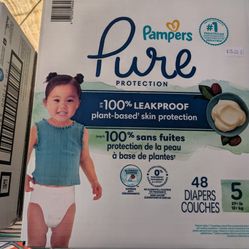 Pampers
#1
Pure
PROTECTION
100% LEAKPROOF
plant-based skin protection
100% sans fuites
protection de la peau
à base de plantes
48
DIAPERS
COUCHES
5